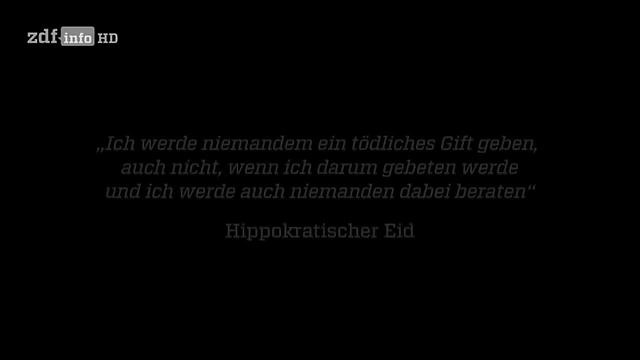 zdf info HD
„Ich werde niemandem ein tödliches Gift geben,
auch nicht, wenn ich darum gebeten werde
und ich werde auch niemanden dabei beraten“
Hippokratischer Eid